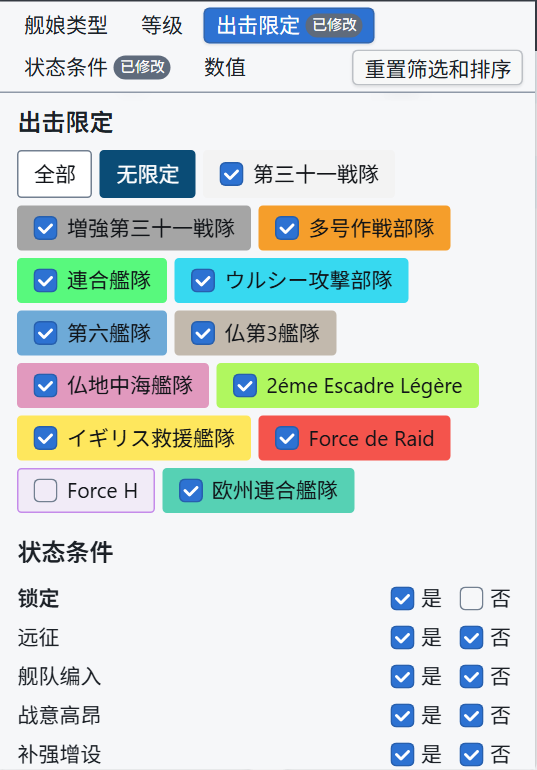 舰娘类型 等级 出击限定 已修改
状态条件 已修改 数值 重置筛选和排序
出击限定
全部 无限定 第三十一戦隊
増強第三十一戦隊 多号作戦部隊
連合艦隊 ウルシー攻撃部隊
第六艦隊 仏第3艦隊
仏地中海艦隊 2éme Escadre Légère
イギリス救援艦隊 Force de Raid
Force H 欧州連合艦隊
状态条件
锁定 是 否
远征 是 否
舰队编入 是 否
战意高昂 是 否
补强增设 是 否